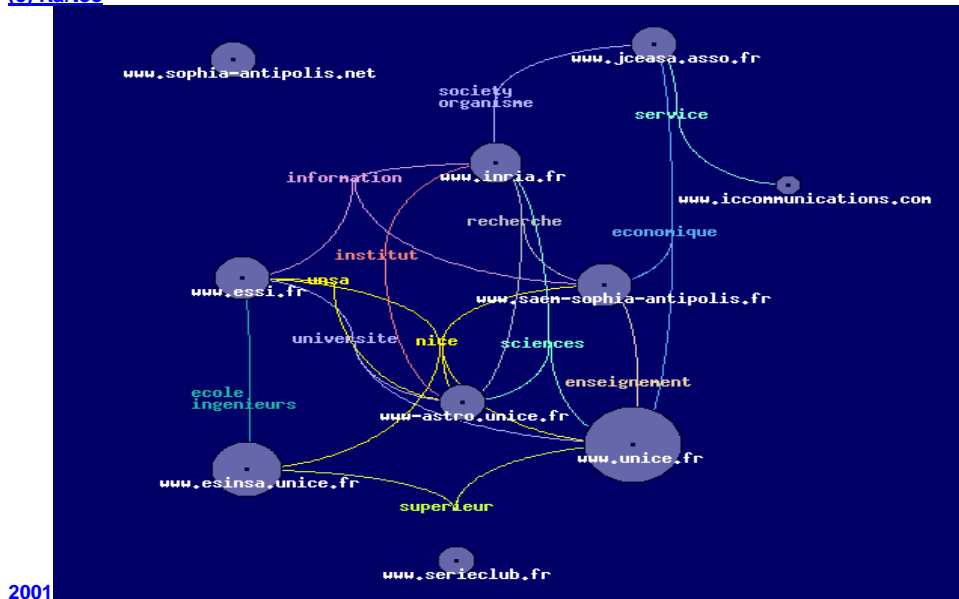 (c) Kartoo
www.jceasa.asso.fr
www.sophia-antipolis.net
society
organisme
service
information
www.inria.fr
www.iccommunications.com
recherche
economique
institut
unsa
www.essi.fr
www.saem-sophia-antipolis.fr
universite
nice
sciences
enseignement
ecole
ingenieurs
www-astro.unice.fr
www.unice.fr
www.esinsa.unice.fr
superieur
www.serieclub.fr
2001